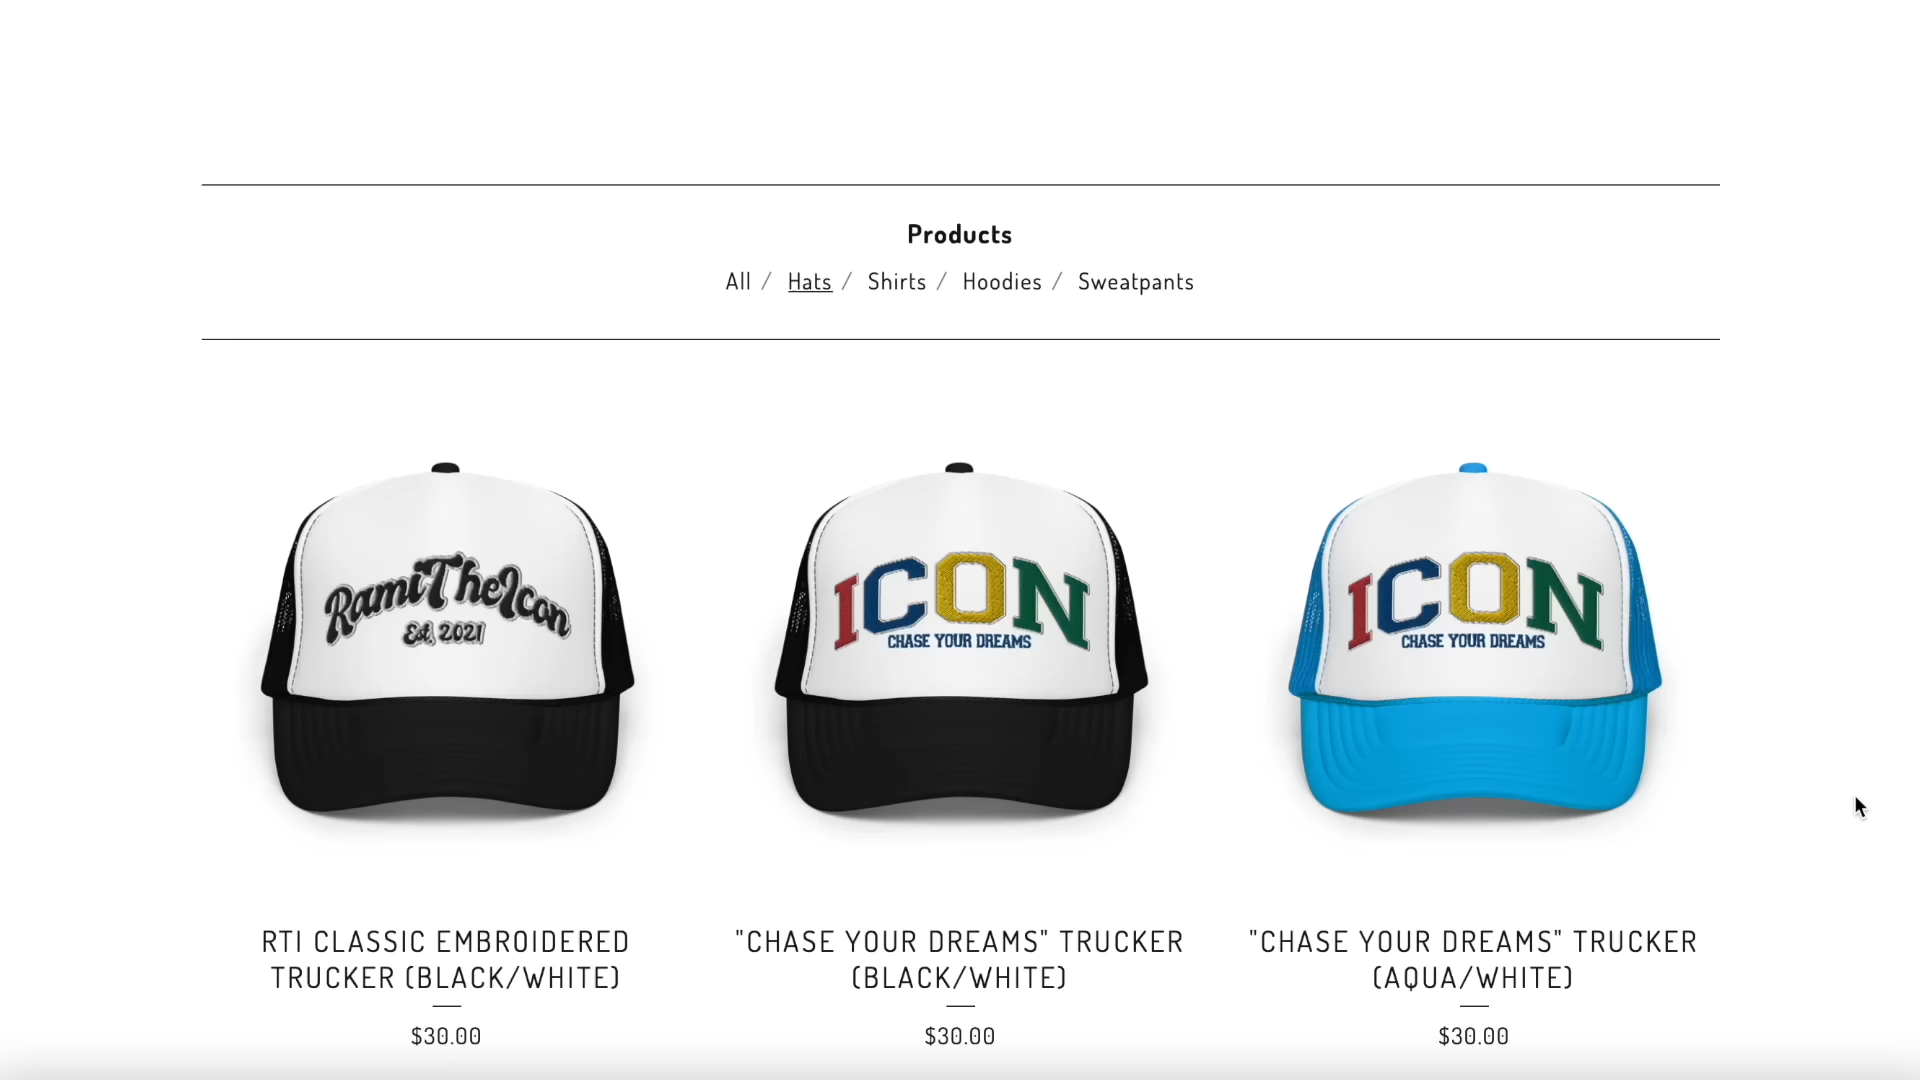 Products
All / Hats / Shirts / Hoodies / Sweatpants
RamiTheIcon
Est. 2021
ICON
CHASE YOUR DREAMS
ICON
CHASE YOUR DREAMS
RTI CLASSIC EMBROIDERED
TRUCKER (BLACK/WHITE)
$30.00
"CHASE YOUR DREAMS" TRUCKER
(BLACK/WHITE)
$30.00
"CHASE YOUR DREAMS" TRUCKER
(AQUA/WHITE)
$30.00